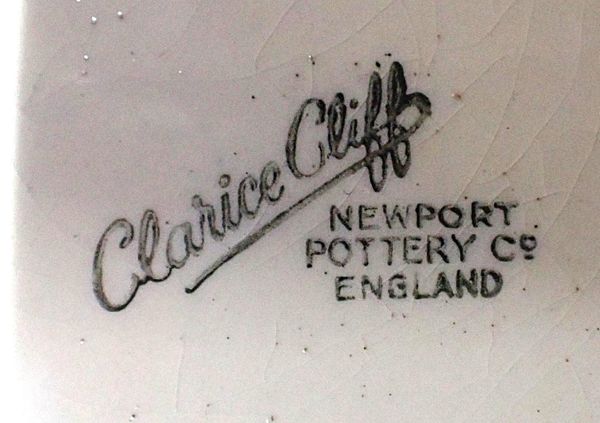 Clarice Cliff
NEWPORT
POTTERY Cº
ENGLAND